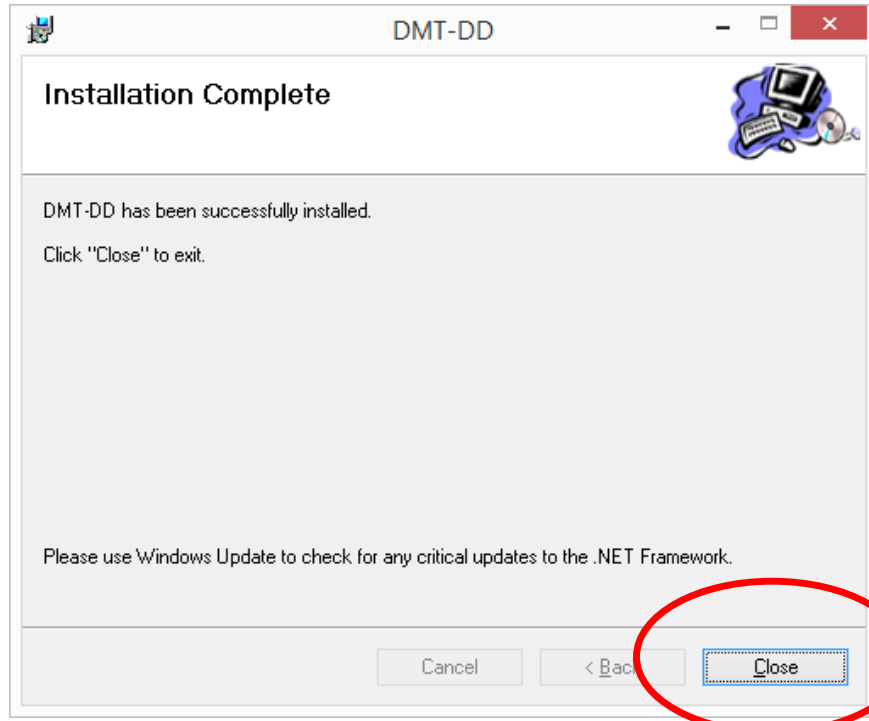 DMT-DD
Installation Complete
DMT-DD has been successfully installed.
Click "Close" to exit.
Please use Windows Update to check for any critical updates to the .NET Framework.
Cancel
< Back
Close